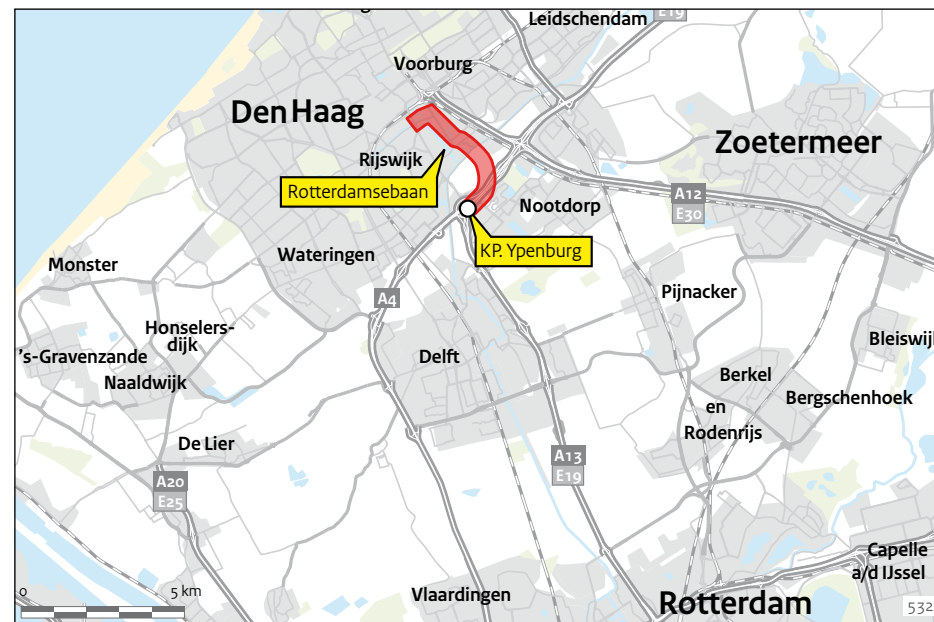 Leidschendam
E19
Voorburg
Den Haag
Zoetermeer
Rijswijk
Rotterdamsebaan
A12
E30
Nootdorp
KP. Ypenburg
Wateringen
Monster
A4
Pijnacker
Honselers-
dijk
's-Gravenzande
Naaldwijk
Delft
Bleiswijk
Berkel
en
Rodenrijs
Bergschenhoek
De Lier
A13
E19
A20
E25
Capelle
a/d IJssel
0
5 km
Vlaardingen
Rotterdam
532